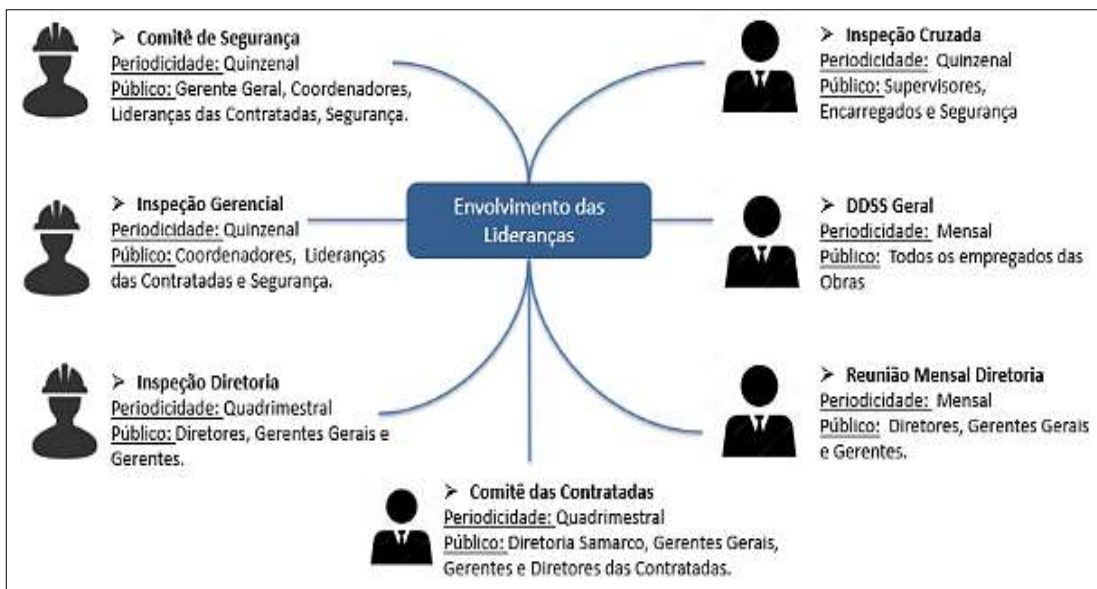 ➢ Comitê de Segurança
Periodicidade: Quinzenal
Público: Gerente Geral, Coordenadores,
Lideranças das Contratadas, Segurança.
➢ Inspeção Cruzada
Periodicidade: Quinzenal
Público: Supervisores,
Encarregados e Segurança
Envolvimento das
Lideranças
➢ Inspeção Gerencial
Periodicidade: Quinzenal
Público: Coordenadores, Lideranças
das Contratadas e Segurança.
➢ DDSS Geral
Periodicidade: Mensal
Público: Todos os empregados das
Obras
➢ Inspeção Diretoria
Periodicidade: Quadrimestral
Público: Diretores, Gerentes Gerais e
Gerentes.
➢ Reunião Mensal Diretoria
Periodicidade: Mensal
Público: Diretores, Gerentes Gerais
e Gerentes.
➢ Comitê das Contratadas
Periodicidade: Quadrimestral
Público: Diretoria Samarco, Gerentes Gerais,
Gerentes e Diretores das Contratadas.